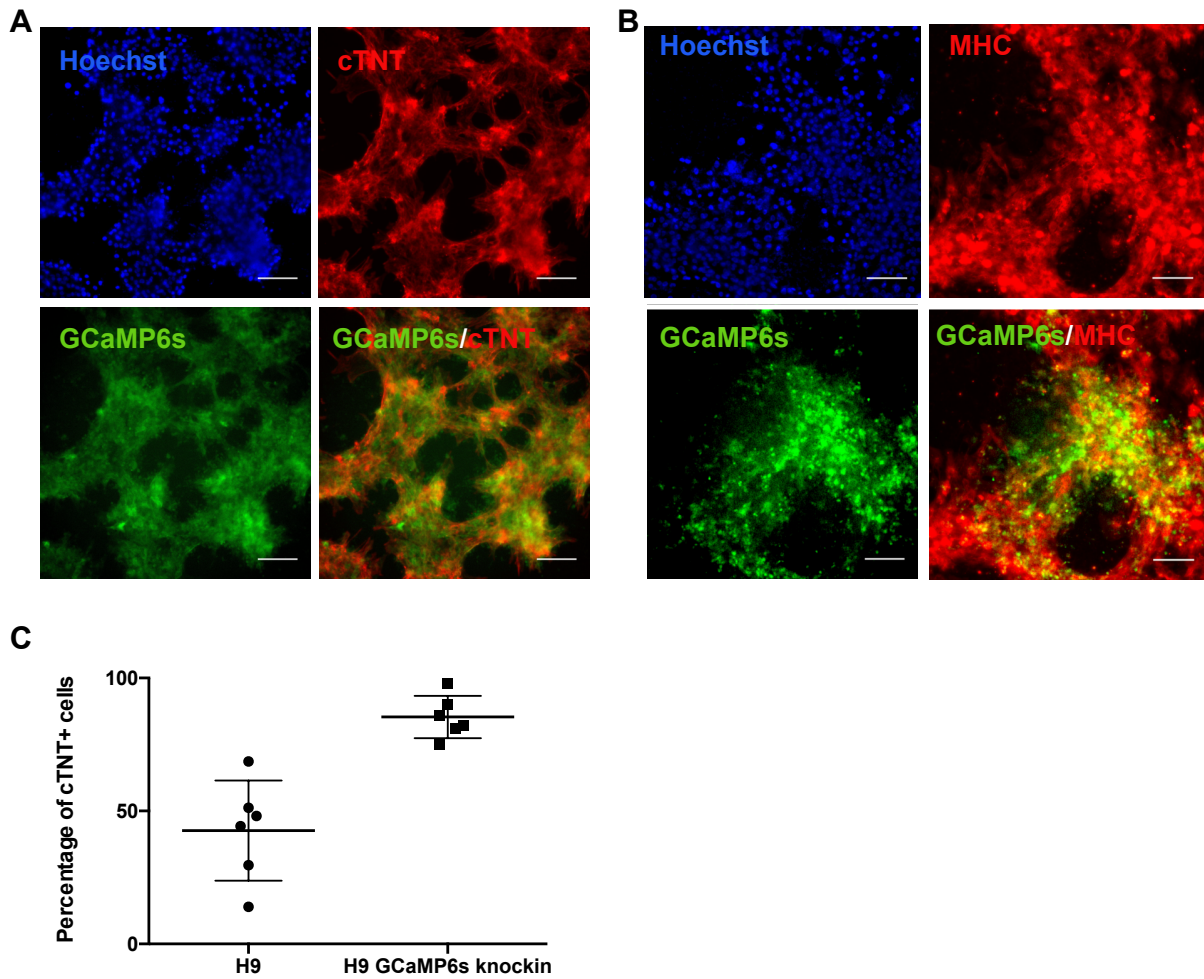 A
Hoechst
cTNT
GCaMP6s
GCaMP6s/cTNT
B
Hoechst
MHC
GCaMP6s
GCaMP6s/MHC
C
Percentage of cTNT+ cells
100
50
0
H9
H9 GCaMP6s knockin